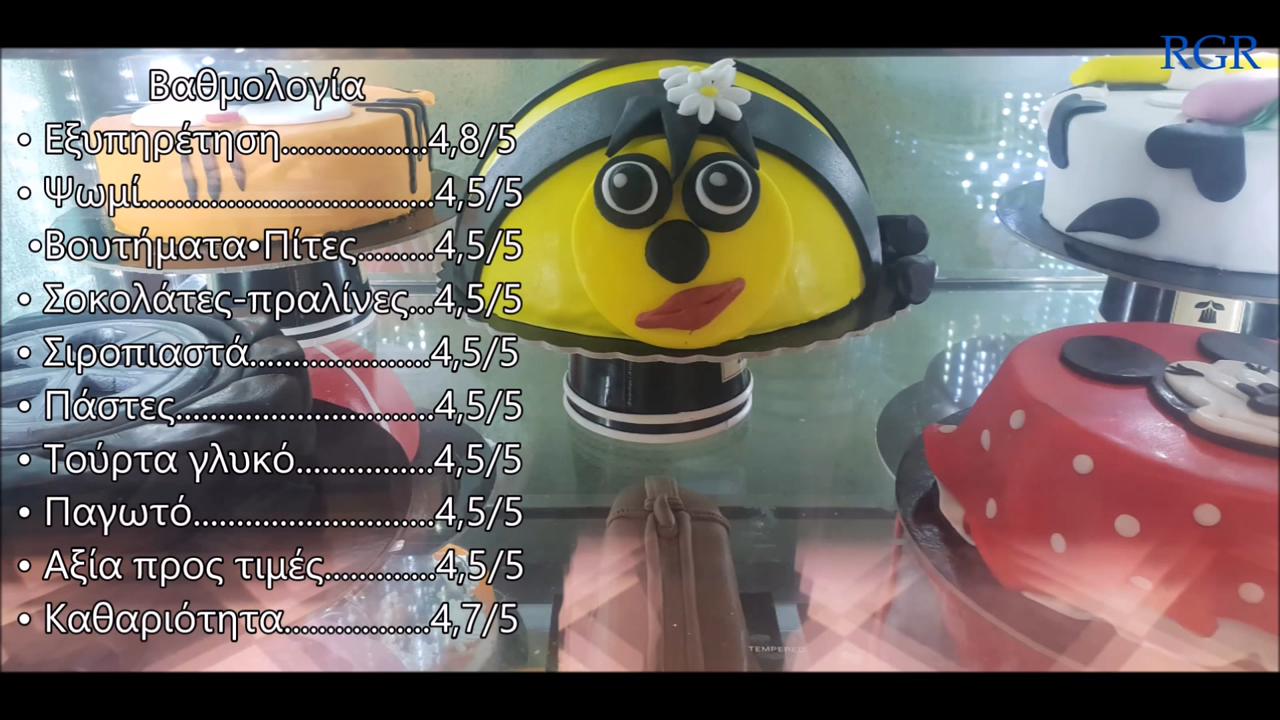 RGR
Βαθμολογία
• Εξυπηρέτηση.................4,8/5
• Ψωμί..................................4,5/5
•Βουτήματα•Πίτες.........4,5/5
• Σοκολάτες-πραλίνες...4,5/5
• Σιροπιαστά.....................4,5/5
• Πάστες..............................4,5/5
• Τούρτα γλυκό................4,5/5
• Παγωτό............................4,5/5
• Αξία προς τιμές.............4,5/5
• Καθαριότητα.................4,7/5
TEMPERED